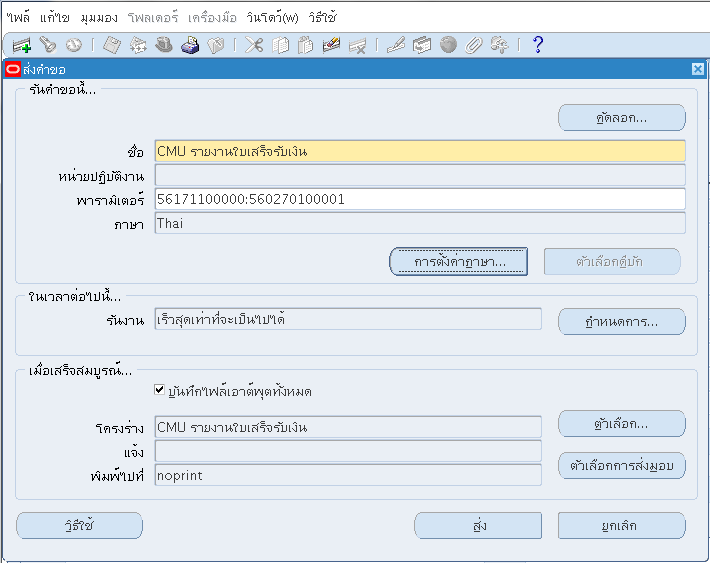 ไฟล์ แก้ไข มุมมอง โฟลเดอร์ เครื่องมือ วินโดว์(W) วิธีใช้
ส่งคำขอ
รันคำขอนี้...
คัดลอก...
ชื่อ CMU รายงานใบเสร็จรับเงิน
หน่วยปฏิบัติงาน
พารามิเตอร์ 56171100000:560270100001
ภาษา Thai
การตั้งค่าภาษา... ตัวเลือกดีบัก
ในเวลาต่อไปนี้...
รันงาน เร็วสุดเท่าที่จะเป็นไปได้ กำหนดการ...
เมื่อเสร็จสมบูรณ์...
บันทึกไฟล์เอาต์พุตทั้งหมด
โครงร่าง CMU รายงานใบเสร็จรับเงิน ตัวเลือก...
แจ้ง
ตัวเลือกการส่งมอบ
พิมพ์ไปที่ noprint
วิธีใช้ ส่ง ยกเลิก